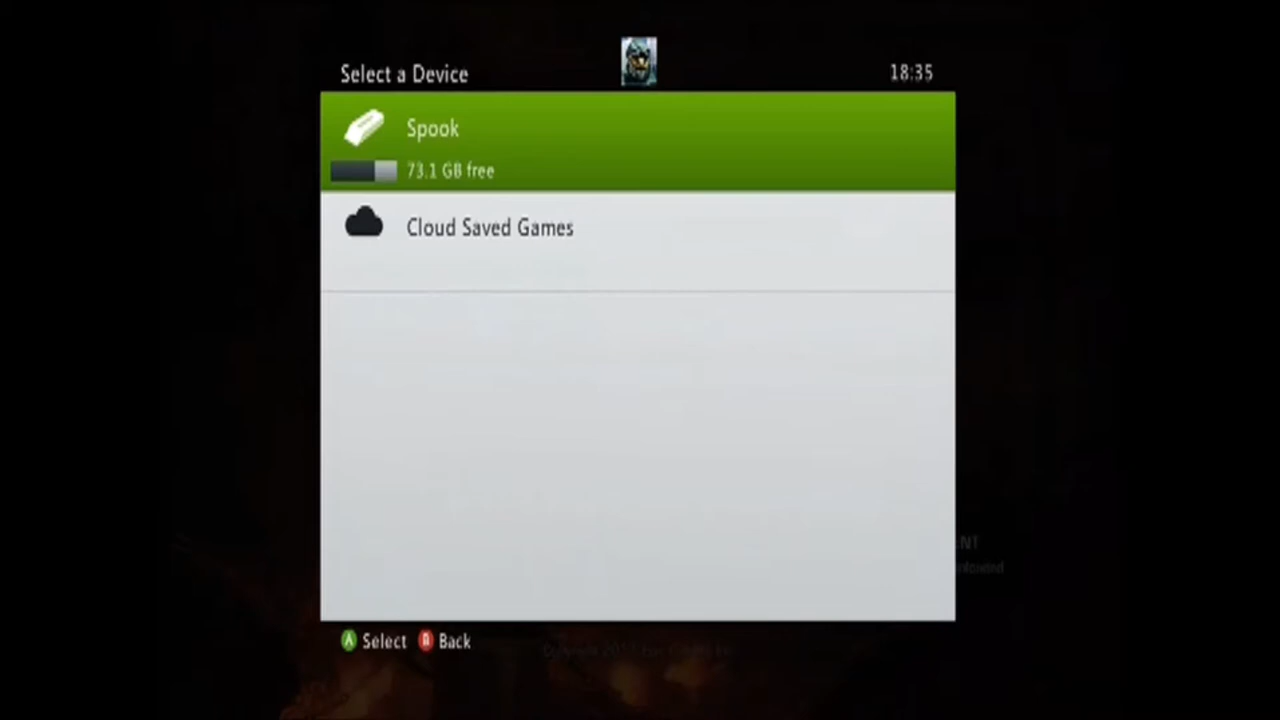 Select a Device
18:35
Spook
73.1 GB free
Cloud Saved Games
A Select B Back